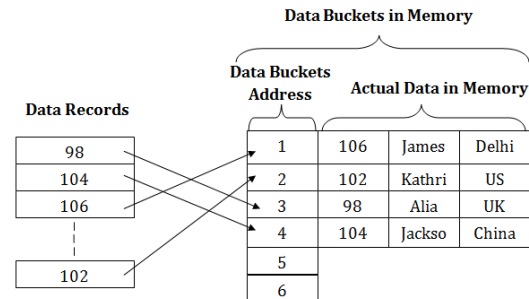 Data Buckets in Memory
Data Buckets
Address
Actual Data in Memory
Data Records
98
104
106
102
1 106 James Delhi
2 102 Kathri US
3 98 Alia UK
4 104 Jackso China
5
6